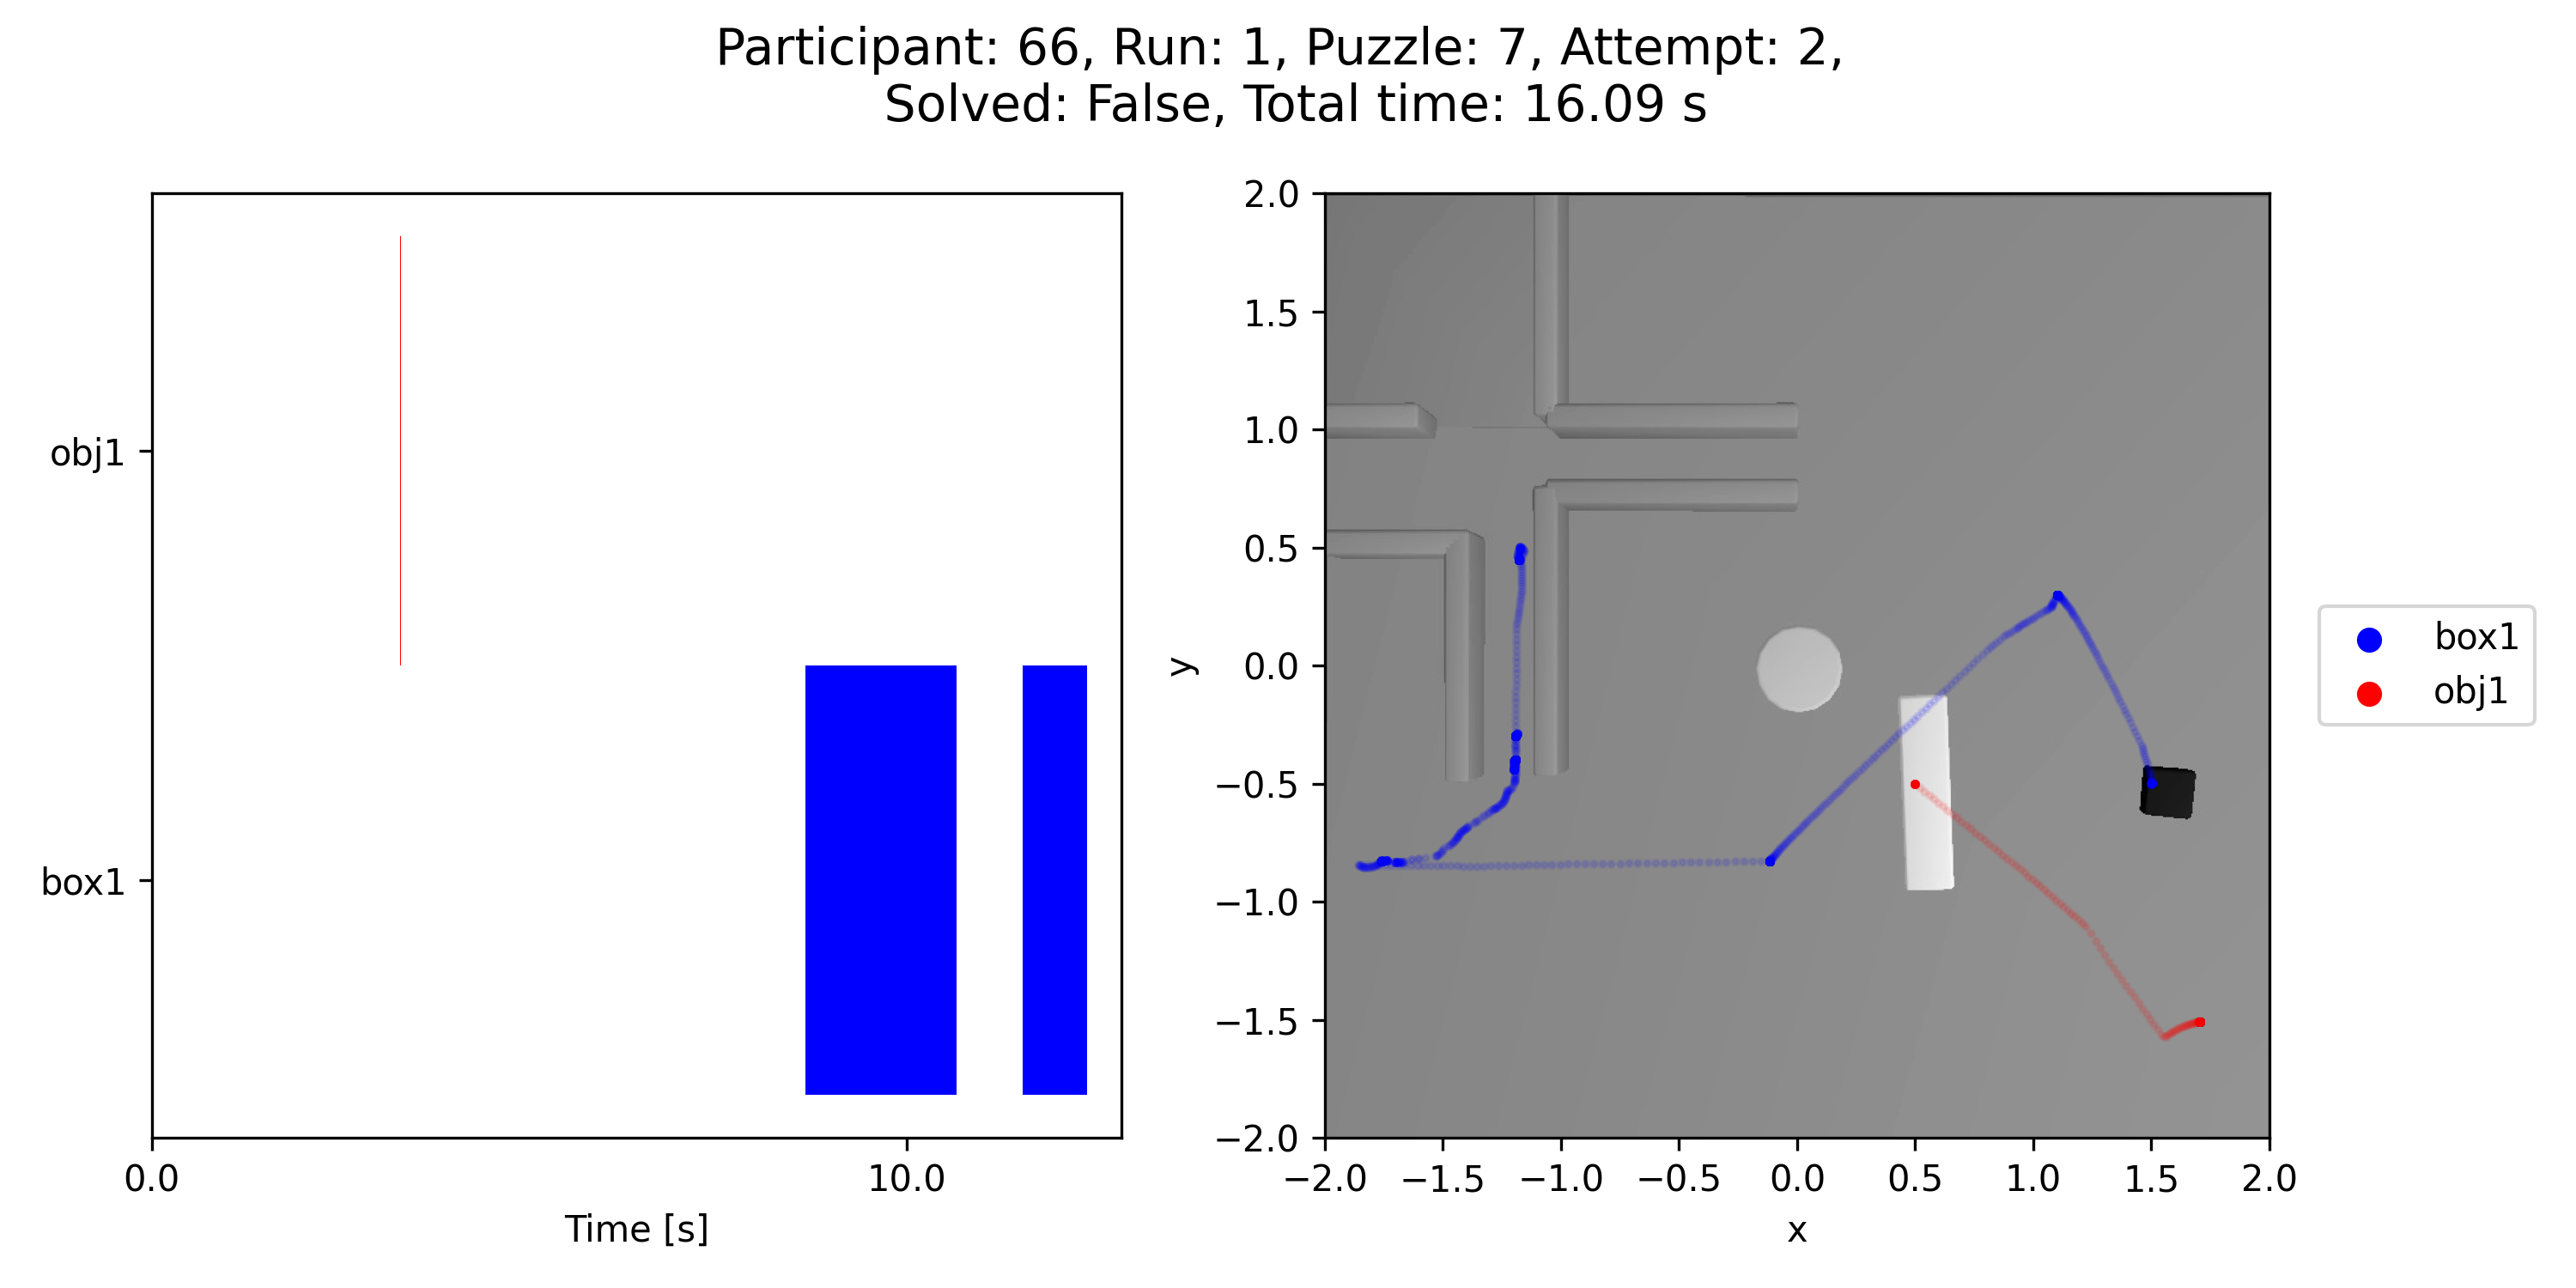 Participant: 66, Run: 1, Puzzle: 7, Attempt: 2,
Solved: False, Total time: 16.09 s
obj1
box1
0.0
10.0
Time [s]
2.0
1.5
1.0
0.5
0.0
−0.5
−1.0
−1.5
−2.0
y
−2.0
−1.5
−1.0
−0.5
0.0
0.5
1.0
1.5
2.0
x
box1
obj1